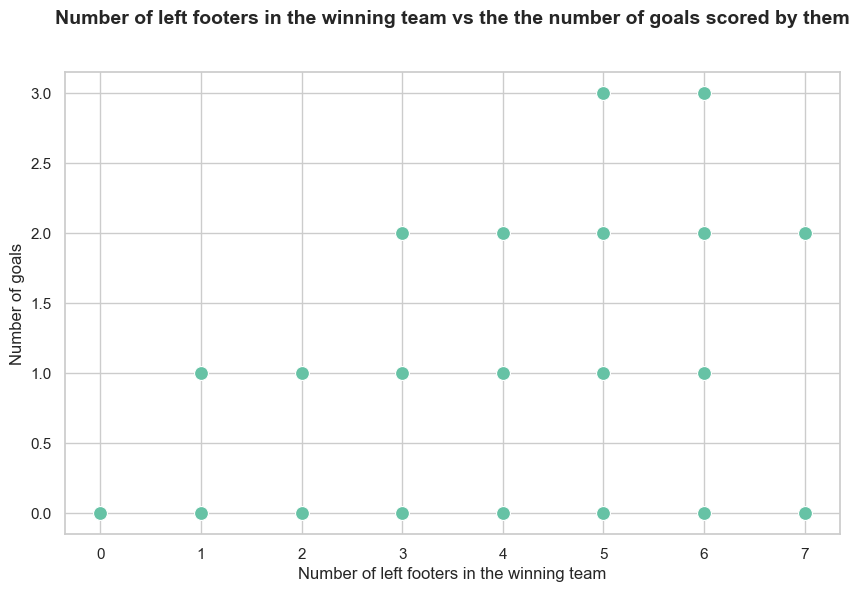 Number of left footers in the winning team vs the the number of goals scored by them
3.0
2.5
2.0
1.5
1.0
0.5
0.0
Number of goals
0 1 2 3 4 5 6 7
Number of left footers in the winning team